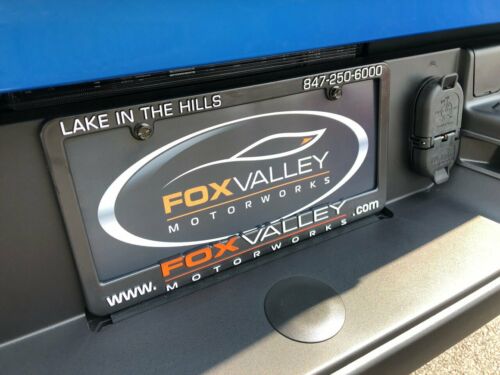 LAKE IN THE HILLS
847-250-6000
FOXVALLEY
MOTORWORKS
www.FOXVALLEY.com
MOTORWORKS